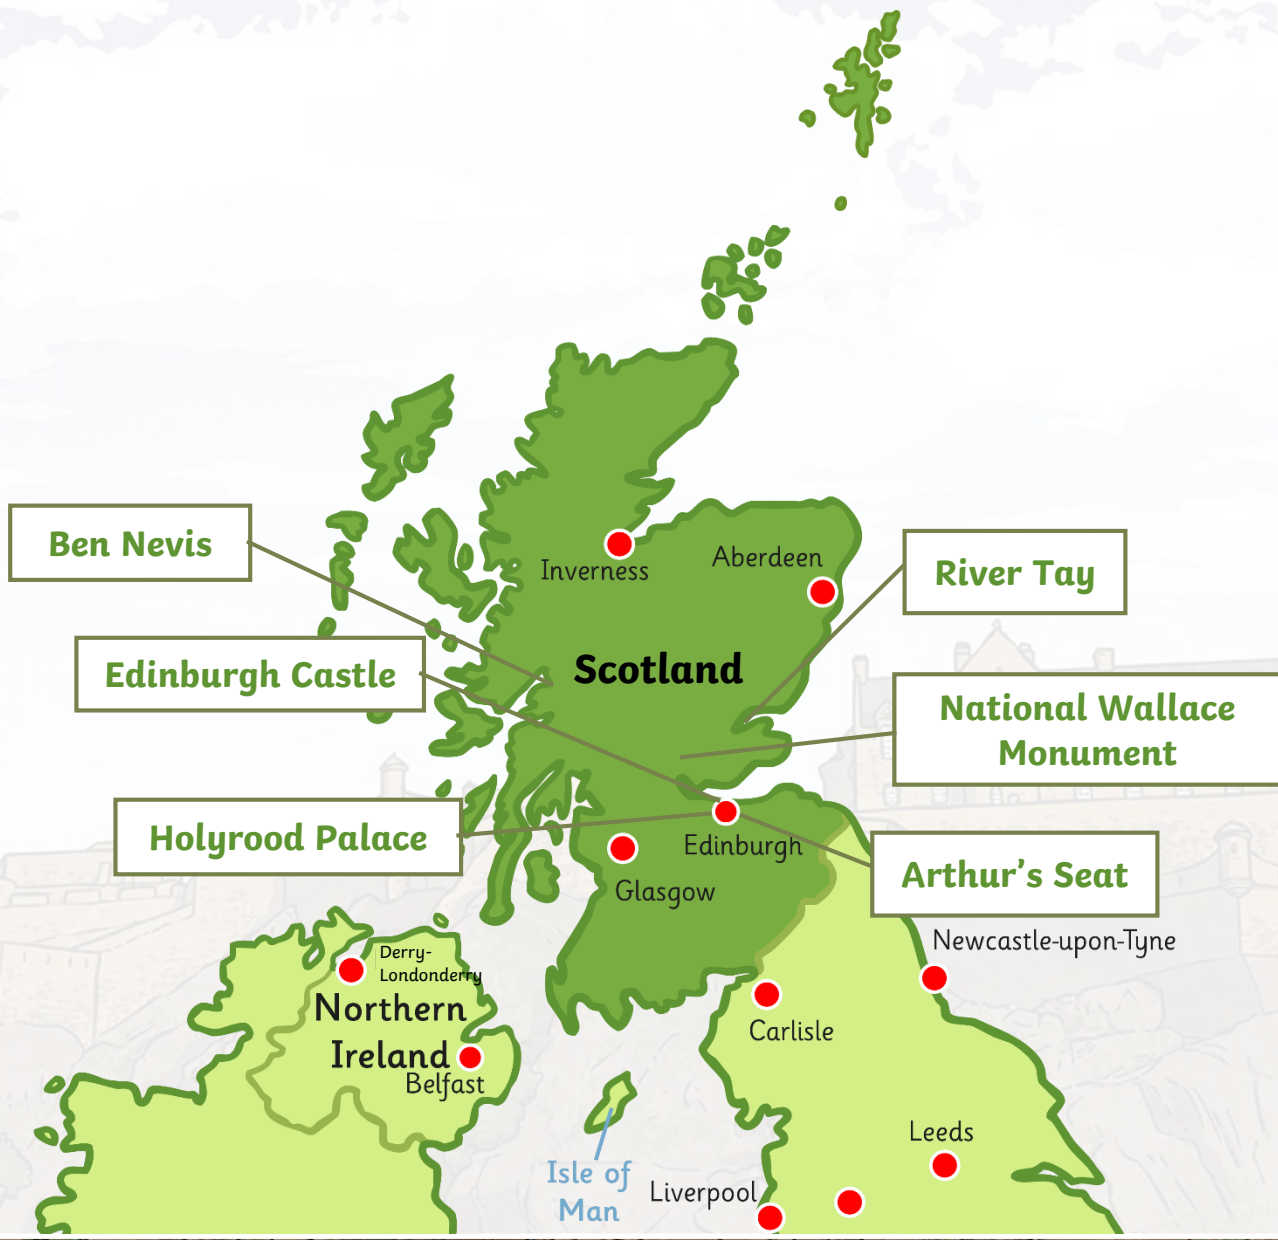 Ben Nevis
Inverness
Aberdeen
River Tay
Edinburgh Castle
Scotland
National Wallace
Monument
Holyrood Palace
Edinburgh
Arthur's Seat
Glasgow
Newcastle-upon-Tyne
Derry-
Londonderry
Northern
Ireland
Carlisle
Belfast
Leeds
Isle of
Man
Liverpool